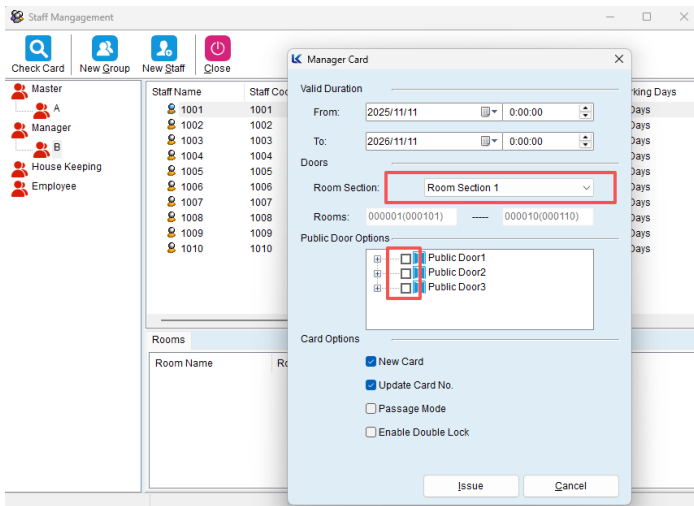 Staff Mangagement
Check Card
New Group
New Staff
Close
Master
A
Manager
B
House Keeping
Employee
Staff Name
Staff Coc
rking Days
1001 1001 Days
1002 1002 Days
1003 1003 Days
1004 1004 Days
1005 1005 Days
1006 1006 Days
1007 1007 Days
1008 1008 Days
1009 1009 Days
1010 1010 Days
Rooms
Room Name
Manager Card
Valid Duration
From: 2025/11/11 0:00:00
To: 2026/11/11 0:00:00
Doors
Room Section: Room Section 1
Rooms: 000001(000101) ---- 000010(000110)
Public Door Options
Public Door1
Public Door2
Public Door3
Card Options
New Card
Update Card No.
Passage Mode
Enable Double Lock
Issue
Cancel